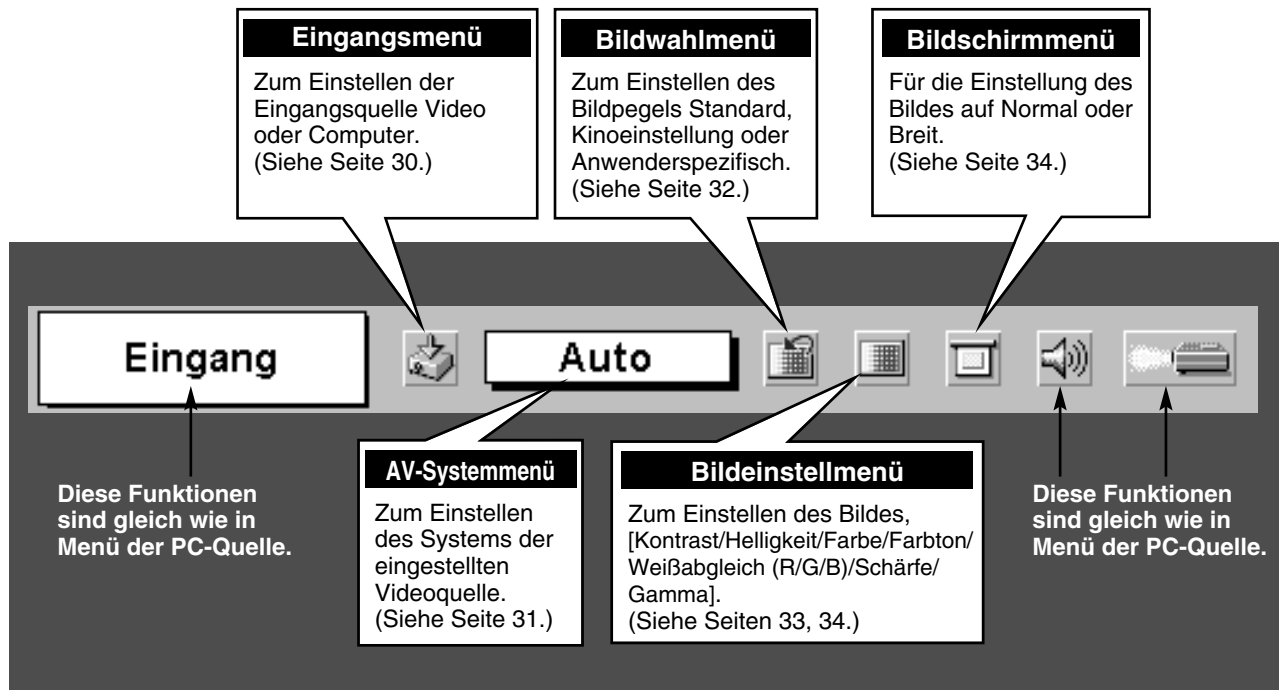 Eingangsmenü
Zum Einstellen der
Eingangsquelle Video
oder Computer.
(Siehe Seite 30.)
Bildwahlmenü
Zum Einstellen des
Bildpegels Standard,
Kinoeinstellung oder
Anwenderspezifisch.
(Siehe Seite 32.)
Bildschirmmenü
Für die Einstellung des
Bildes auf Normal oder
Breit.
(Siehe Seite 34.)
Eingang
Auto
Diese Funktionen
sind gleich wie in
Menü der PC-Quelle.
AV-Systemmenü
Zum Einstellen
des Systems der
eingestellten
Videoquelle.
(Siehe Seite 31.)
Bildeinstellmenü
Zum Einstellen des Bildes,
[Kontrast/Helligkeit/Farbe/Farbton/
Weißabgleich (R/G/B)/Schärfe/
Gamma].
(Siehe Seiten 33, 34.)
Diese Funktionen
sind gleich wie in
Menü der PC-Quelle.